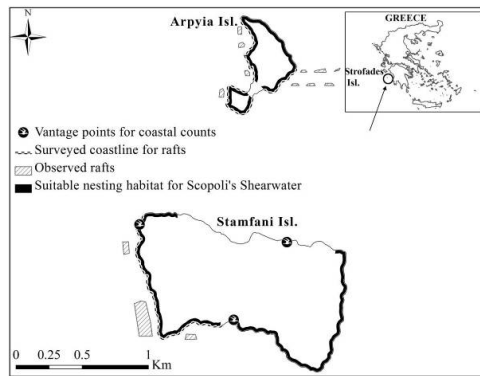 N
Arpyia Isl.
GREECE
Strofades
Isl.
Vantage points for coastal counts
Surveyed coastline for rafts
Observed rafts
Suitable nesting habitat for Scopoli's Shearwater
Stamfani Isl.
0 0.25 0.5 1
Km